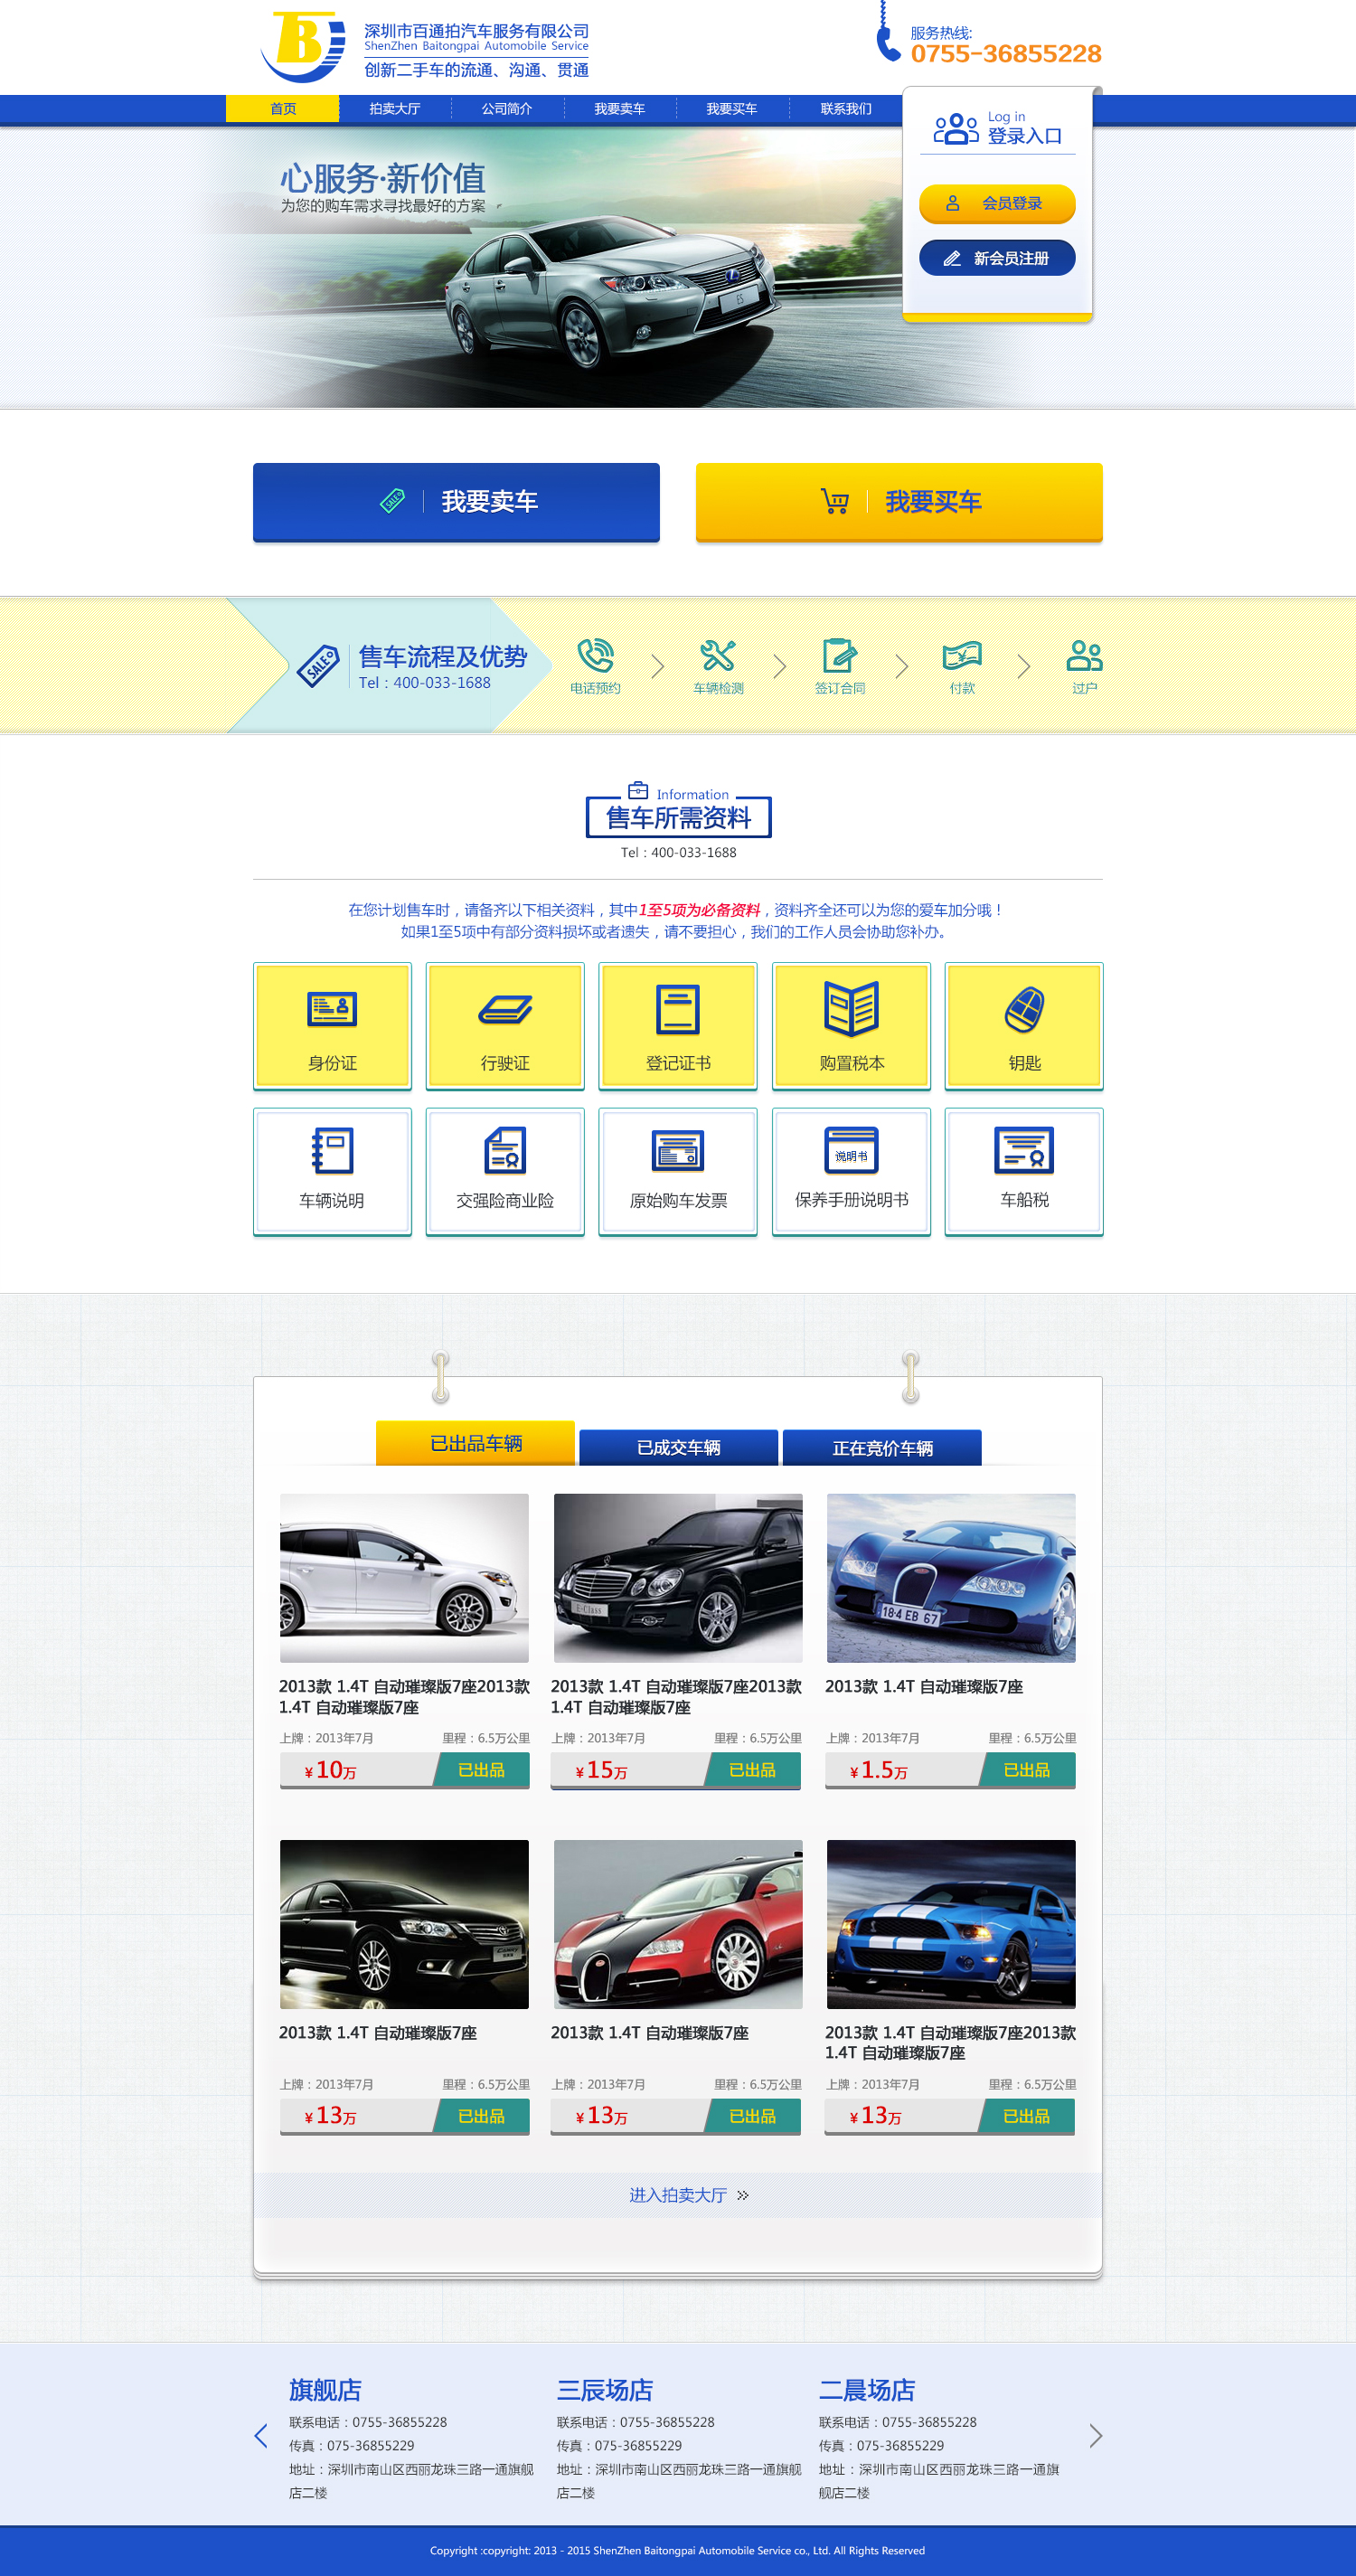 深圳市百通拍汽车服务有限公司
ShenZhen Baitongpai Automobile Service
创新二手车的流通、沟通、贯通
服务热线:
0755-36855228
首页
拍卖大厅
公司简介
我要卖车
我要买车
联系我们
Log in
登录入口
会员登录
新会员注册
心服务·新价值
为您的购车需求寻找最好的方案
ES
SALE
我要卖车
我要买车
SALE
售车流程及优势
Tel：400-033-1688
电话预约
车辆检测
签订合同
付款
过户
Information
售车所需资料
Tel：400-033-1688
在您计划售车时，请备齐以下相关资料，其中1至5项为必备资料，资料齐全还可以为您的爱车加分哦！
如果1至5项中有部分资料损坏或者遗失，请不要担心，我们的工作人员会协助您补办。
身份证
行驶证
登记证书
购置税本
钥匙
说明书
车辆说明
交强险商业险
原始购车发票
保养手册说明书
车船税
已出品车辆
已成交车辆
正在竞价车辆
E-Class
18·4 EB 67
2013款 1.4T 自动璀璨版7座2013款
1.4T 自动璀璨版7座
上牌：2013年7月
里程：6.5万公里
¥ 10万
已出品
2013款 1.4T 自动璀璨版7座2013款
1.4T 自动璀璨版7座
上牌：2013年7月
里程：6.5万公里
¥ 15万
已出品
2013款 1.4T 自动璀璨版7座
上牌：2013年7月
里程：6.5万公里
¥ 1.5万
已出品
Camry
2013款 1.4T 自动璀璨版7座
上牌：2013年7月
里程：6.5万公里
¥ 13万
已出品
2013款 1.4T 自动璀璨版7座
上牌：2013年7月
里程：6.5万公里
¥ 13万
已出品
2013款 1.4T 自动璀璨版7座2013款
1.4T 自动璀璨版7座
上牌：2013年7月
里程：6.5万公里
¥ 13万
已出品
进入拍卖大厅 »
旗舰店
联系电话：0755-36855228
传真：075-36855229
地址：深圳市南山区西丽龙珠三路一通旗舰
店二楼
三辰场店
联系电话：0755-36855228
传真：075-36855229
地址：深圳市南山区西丽龙珠三路一通旗舰
店二楼
二晨场店
联系电话：0755-36855228
传真：075-36855229
地址：深圳市南山区西丽龙珠三路一通旗
舰店二楼
Copyright :copyright: 2013 - 2015 ShenZhen Baitongpai Automobile Service co., Ltd. All Rights Reserved